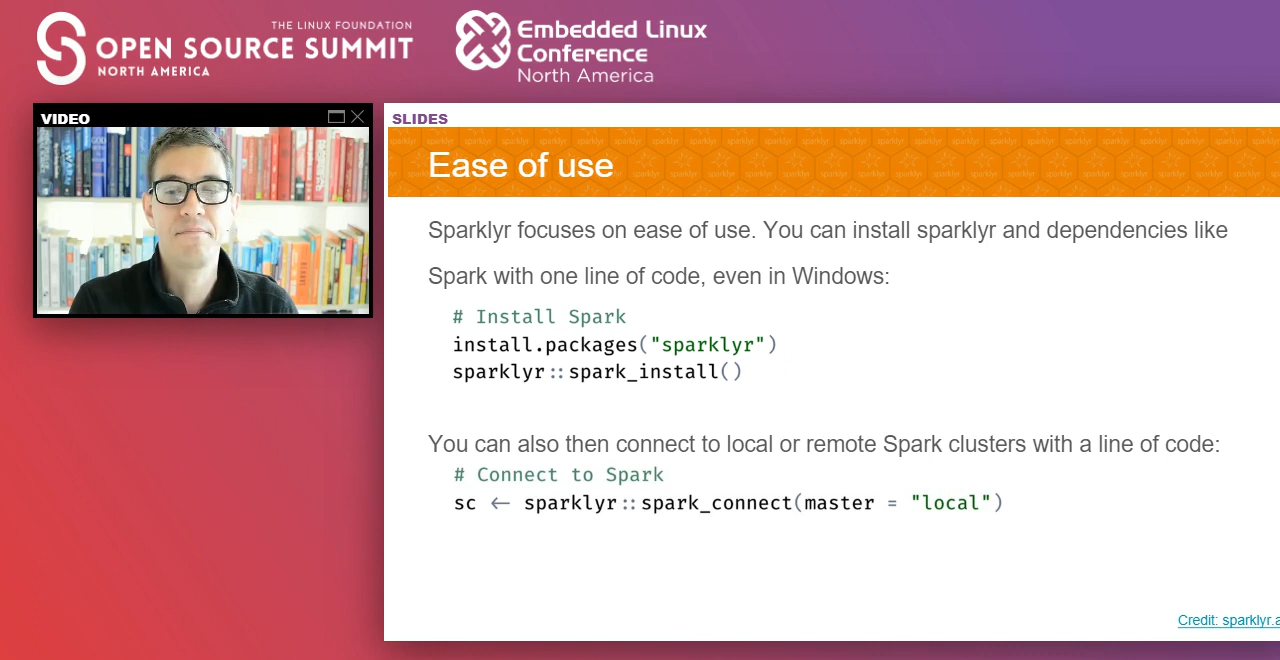 THE LINUX FOUNDATION
OPEN SOURCE SUMMIT
NORTH AMERICA
Embedded Linux
Conference
North America
VIDEO
SLIDES
Ease of use
Sparklyr focuses on ease of use. You can install sparklyr and dependencies like
Spark with one line of code, even in Windows:
# Install Spark
install.packages("sparklyr")
sparklyr::spark_install()
You can also then connect to local or remote Spark clusters with a line of code:
# Connect to Spark
sc <- sparklyr::spark_connect(master = "local")
Credit: sparklyr.a